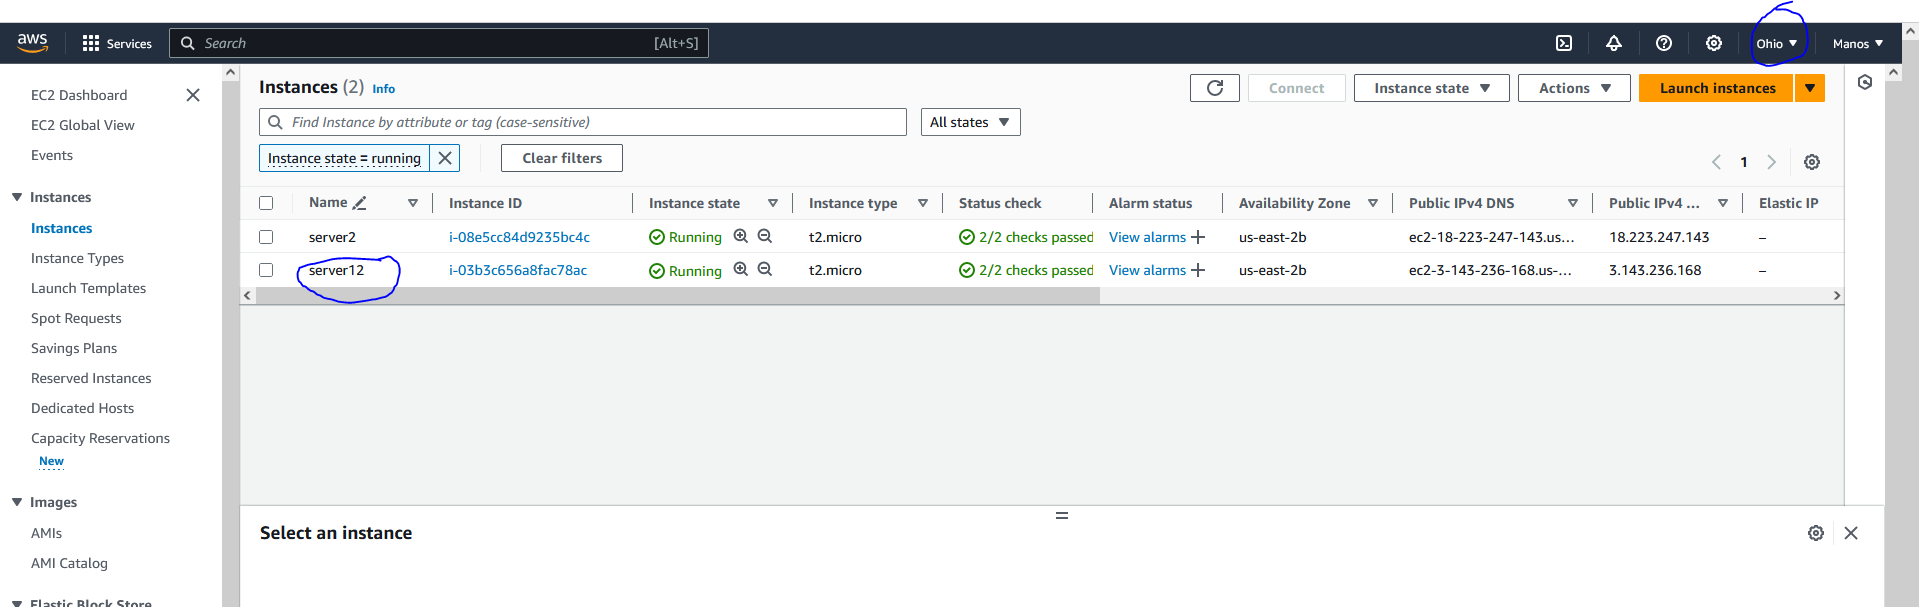 aws Services Search [Alt+S] Ohio Manos
EC2 Dashboard
EC2 Global View
Events
Instances
Instances
Instance Types
Launch Templates
Spot Requests
Savings Plans
Reserved Instances
Dedicated Hosts
Capacity Reservations
New
Images
AMIs
AMI Catalog
Elastic Block Store
Instances (2) Info Connect Instance state Actions Launch instances
Find Instance by attribute or tag (case-sensitive) All states
Instance state = running Clear filters
1
Name Instance ID Instance state Instance type Status check Alarm status Availability Zone Public IPv4 DNS Public IPv4 ... Elastic IP
server2 i-08e5cc84d9235bc4c Running t2.micro 2/2 checks passed View alarms + us-east-2b ec2-18-223-247-143.us... 18.223.247.143 –
server12 i-03b3c656a8fac78ac Running t2.micro 2/2 checks passed View alarms + us-east-2b ec2-3-143-236-168.us-... 3.143.236.168 –
Select an instance